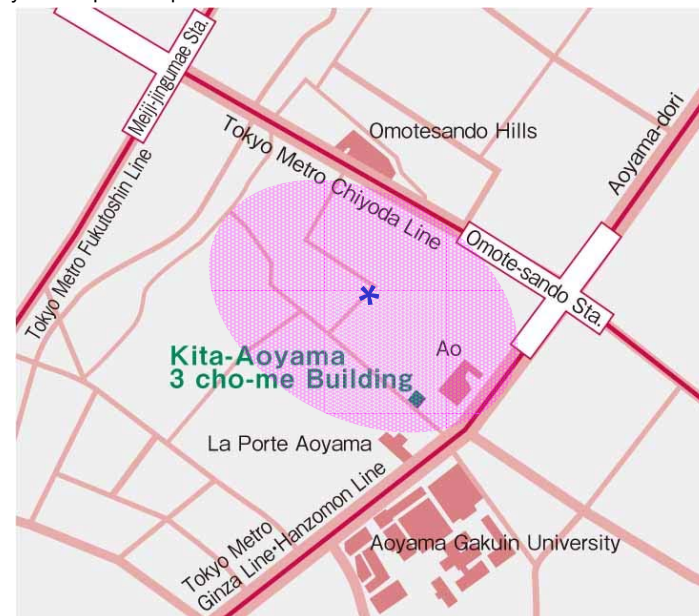 Meiji-jingumae Sta.
Omotesando Hills
Aoyama-dori
Tokyo Metro Chiyoda Line
Tokyo Metro Fukutoshin Line
Omote-sando Sta.
Ao
Kita-Aoyama
3 cho-me Building
La Porte Aoyama
Tokyo Metro
Ginza Line・Hanzomon Line
Aoyama Gakuin University